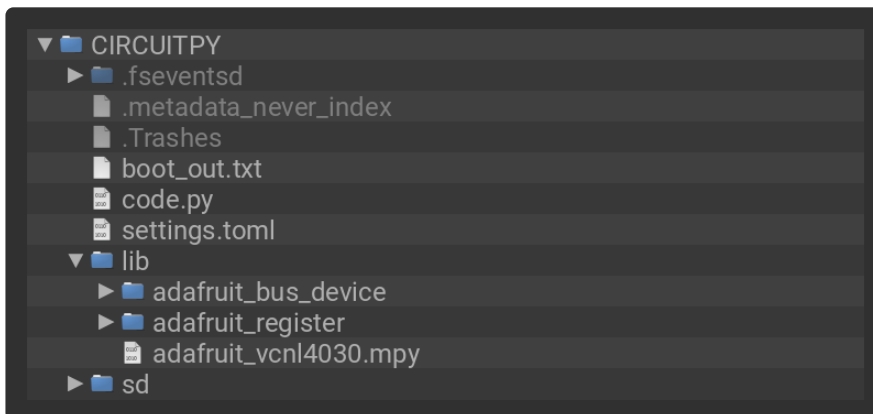 CIRCUITPY
.fseventsd
.metadata_never_index
.Trashes
boot_out.txt
code.py
settings.toml
lib
adafruit_bus_device
adafruit_register
adafruit_vcnl4030.mpy
sd